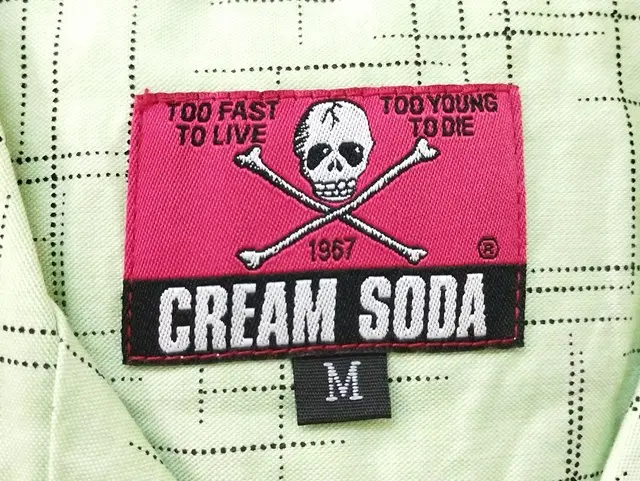 TOO FAST
TO LIVE
TOO YOUNG
TO DIE
1967
®
CREAM SODA
M